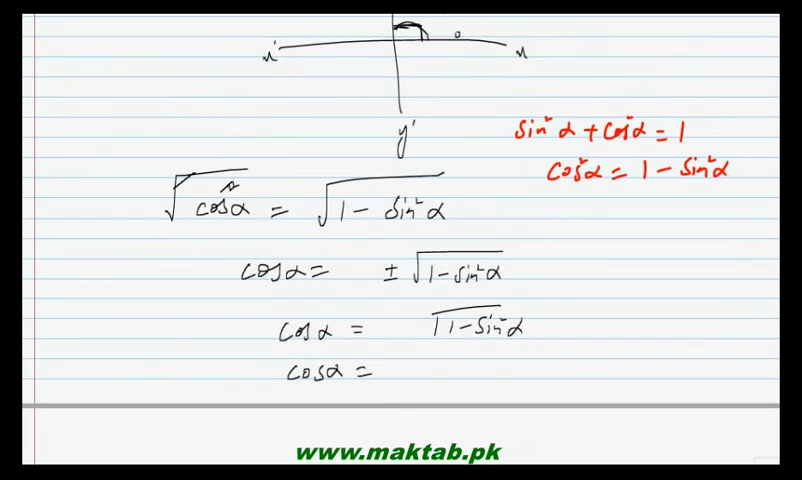 x' x
y'
sin²α + cos²α = 1
cos²α = 1 − sin²α
√cos²α = √1 − sin²α
cosα = ± √1−sin²α
cosα = √1−sin²α
cosα =
www.maktab.pk